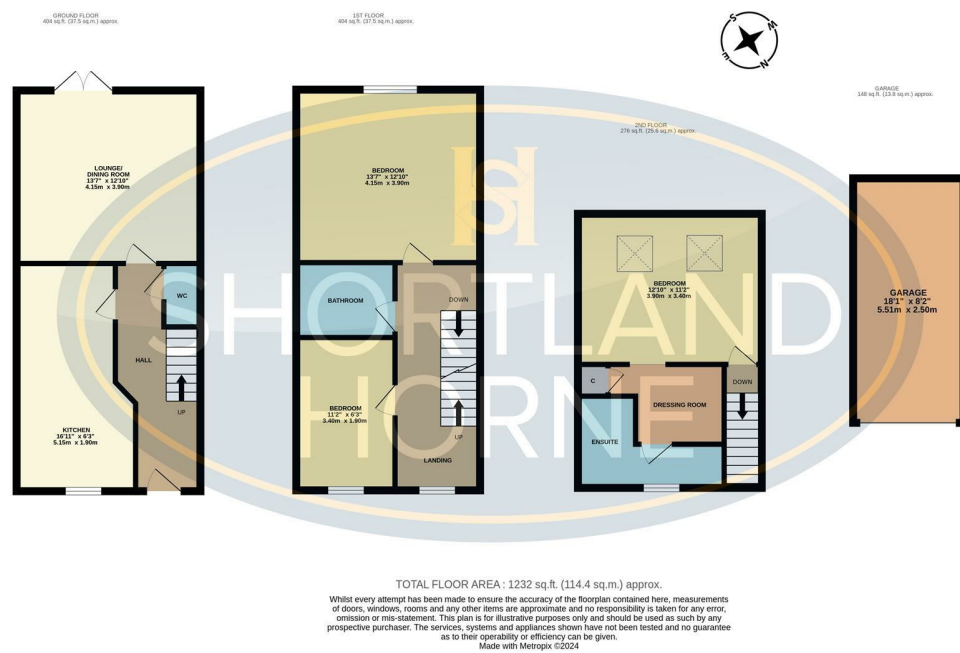 GROUND FLOOR
404 sq.ft. (37.5 sq.m.) approx.
LOUNGE/
DINING ROOM
13'7" x 12'10"
4.15m x 3.90m
WC
HALL
UP
KITCHEN
16'11" x 6'3"
5.15m x 1.90m
1ST FLOOR
404 sq.ft. (37.5 sq.m.) approx.
BEDROOM
13'7" x 12'10"
4.15m x 3.90m
BATHROOM
DOWN
BEDROOM
11'2" x 6'3"
3.40m x 1.90m
UP
LANDING
S
W
E
N
2ND FLOOR
276 sq.ft. (25.6 sq.m.) approx.
BEDROOM
12'10" x 11'2"
3.90m x 3.40m
C
DOWN
DRESSING ROOM
ENSUITE
GARAGE
148 sq.ft. (13.8 sq.m.) approx.
GARAGE
18'1" x 8'2"
5.51m x 2.50m
SH
SHORTLAND
HORNE
TOTAL FLOOR AREA : 1232 sq.ft. (114.4 sq.m.) approx.
Whilst every attempt has been made to ensure the accuracy of the floorplan contained here, measurements
of doors, windows, rooms and any other items are approximate and no responsibility is taken for any error,
omission or mis-statement. This plan is for illustrative purposes only and should be used as such by any
prospective purchaser. The services, systems and appliances shown have not been tested and no guarantee
as to their operability or efficiency can be given.
Made with Metropix ©2024